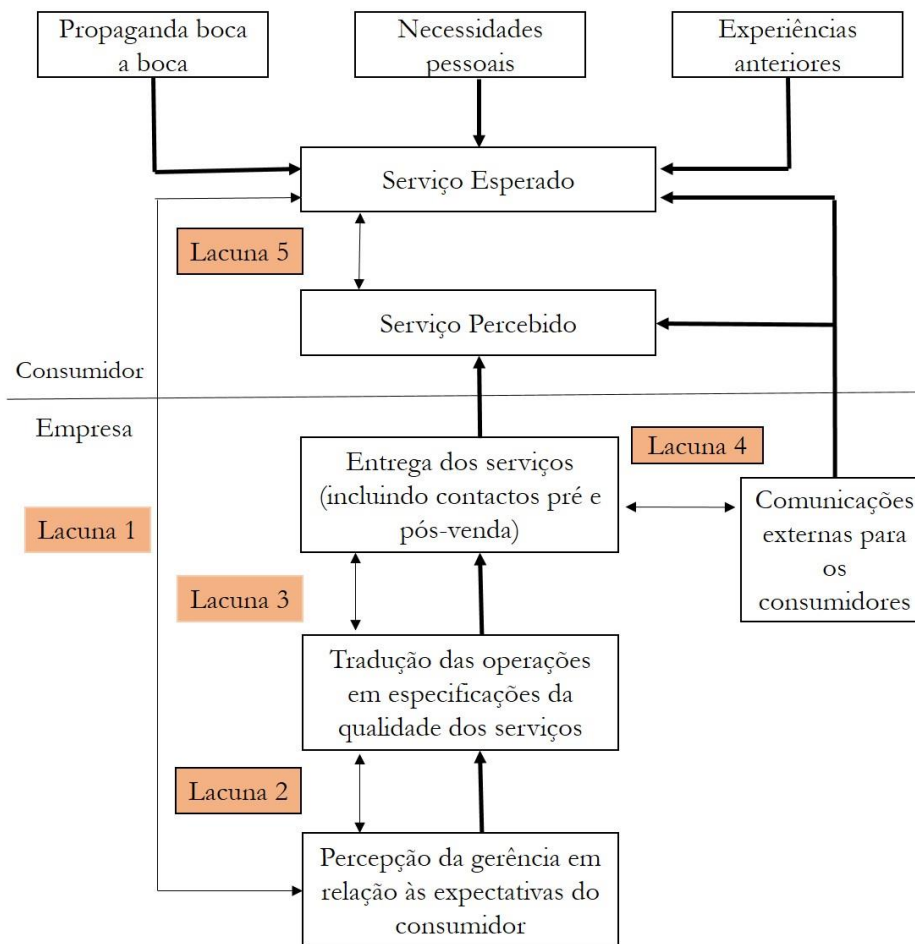 Propaganda boca
a boca
Necessidades
pessoais
Experiências
anteriores
Serviço Esperado
Lacuna 5
Serviço Percebido
Consumidor
Empresa
Lacuna 4
Entrega dos serviços
(incluindo contactos pré e
pós-venda)
Comunicações
externas para
os
consumidores
Lacuna 1
Lacuna 3
Tradução das operações
em especificações da
qualidade dos serviços
Lacuna 2
Percepção da gerência em
relação às expectativas do
consumidor